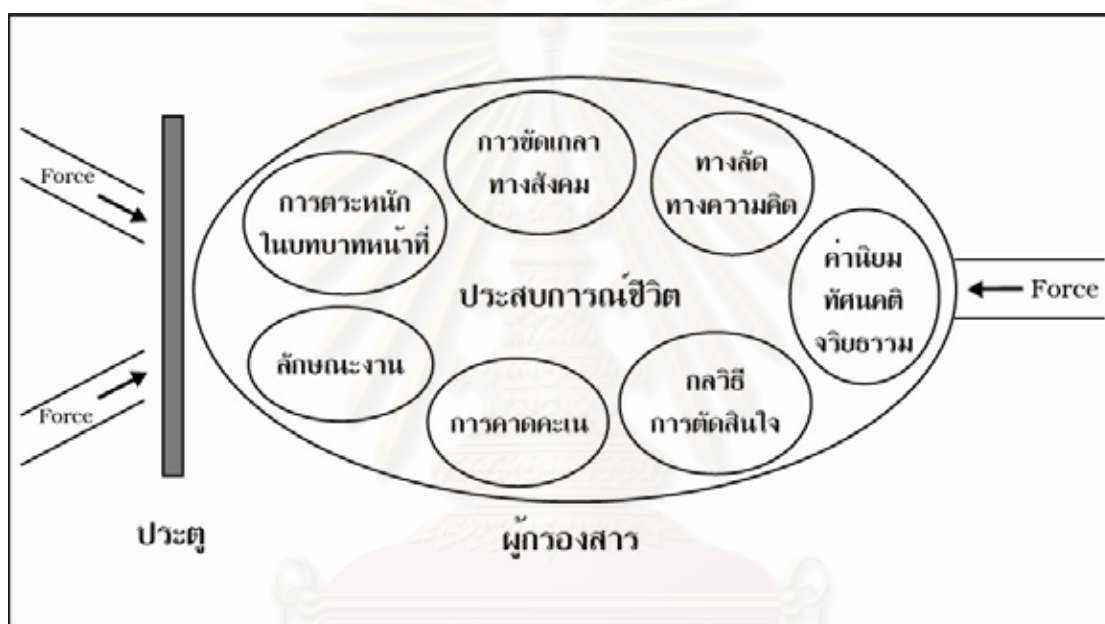 การขัดเกลา
ทางสังคม
ทางลัด
ทางความคิด
Force
การตระหนัก
ในบทบาทหน้าที่
ค่านิยม
ทัศนคติ
จริยธรรม
ประสบการณ์ชีวิต
Force
ลักษณะงาน
กลวิธี
การตัดสินใจ
Force
การคาดคะเน
ประตู
ผู้กรองสาร